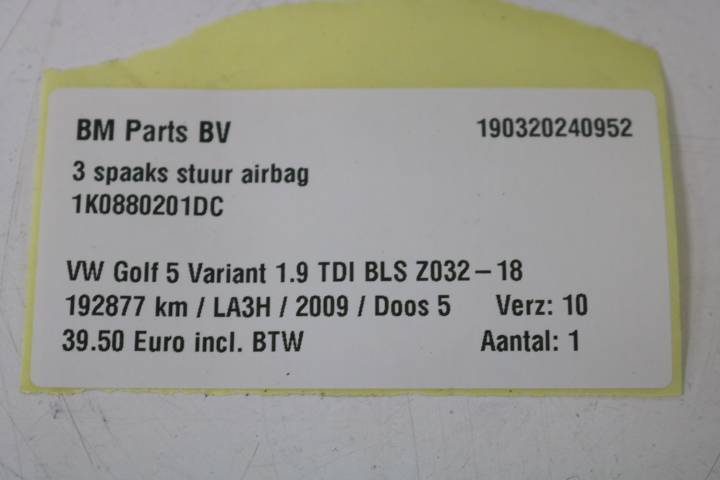 BM Parts BV 190320240952
3 spaaks stuur airbag
1K0880201DC
VW Golf 5 Variant 1.9 TDI BLS Z032-18
192877 km / LA3H / 2009 / Doos 5 Verz: 10
39.50 Euro incl. BTW Aantal: 1